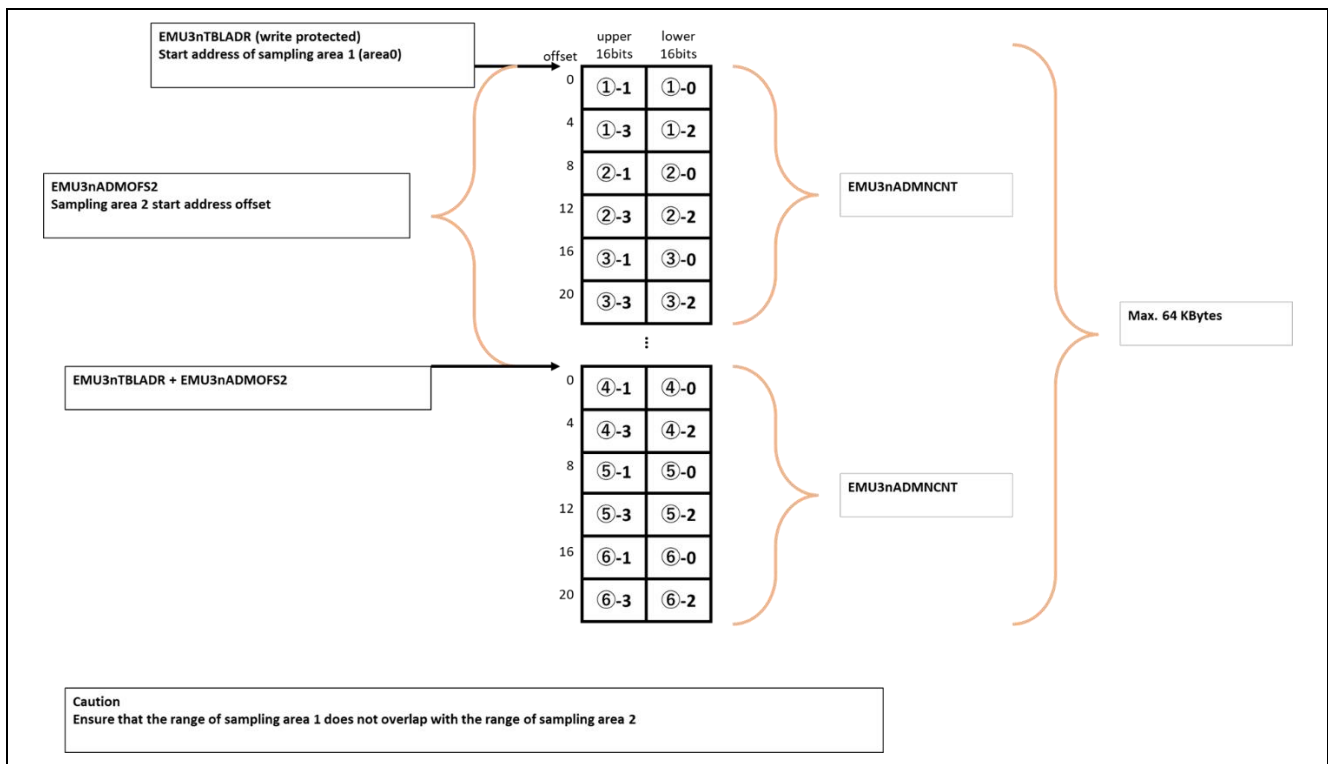 EMU3nTBLADR (write protected)
Start address of sampling area 1 (area0)
upper
16bits
lower
16bits
offset
0
①-1
①-0
4
①-3
①-2
8
②-1
②-0
EMU3nADMOFS2
Sampling area 2 start address offset
EMU3nADMNCNT
12
②-3
②-2
16
③-1
③-0
20
③-3
③-2
Max. 64 KBytes
⋮
EMU3nTBLADR + EMU3nADMOFS2
0
④-1
④-0
4
④-3
④-2
8
⑤-1
⑤-0
EMU3nADMNCNT
12
⑤-3
⑤-2
16
⑥-1
⑥-0
20
⑥-3
⑥-2
Caution
Ensure that the range of sampling area 1 does not overlap with the range of sampling area 2